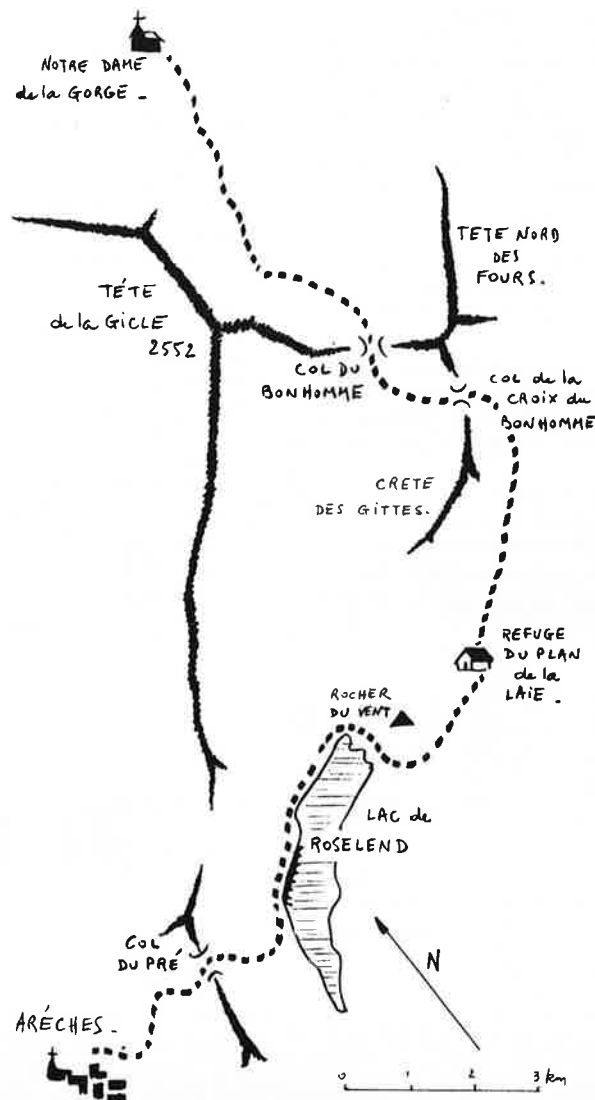 NOTRE DAME
de la GORGE -
TETE NORD
DES
FOURS.
TÉTE
de la GICLE
2552
COL DU
BONHOMME
COL de la
CROIX du
BONHOMME
CRETE
DES GITTES.
REFUGE
DU PLAN
de la
LAIE -
ROCHER
DU VENT
LAC de
ROSELEND
COL
DU PRÉ
N
ARÉCHES -
0 1 2 3 km